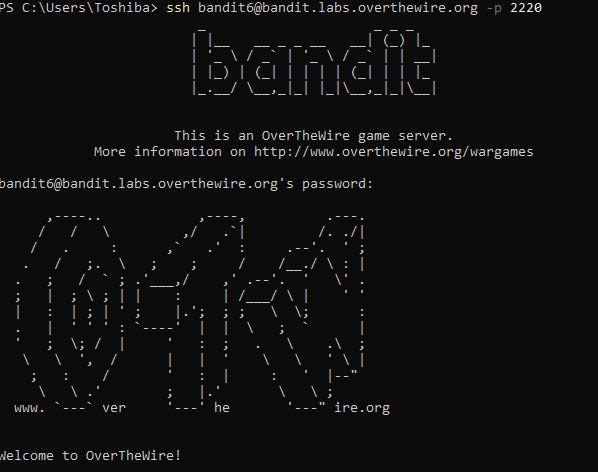 PS C:\Users\Toshiba> ssh bandit6@bandit.labs.overthewire.org -p 2220
bandit
This is an OverTheWire game server.
More information on http://www.overthewire.org/wargames
bandit6@bandit.labs.overthewire.org's password:
www. ver he ire.org
Welcome to OverTheWire!